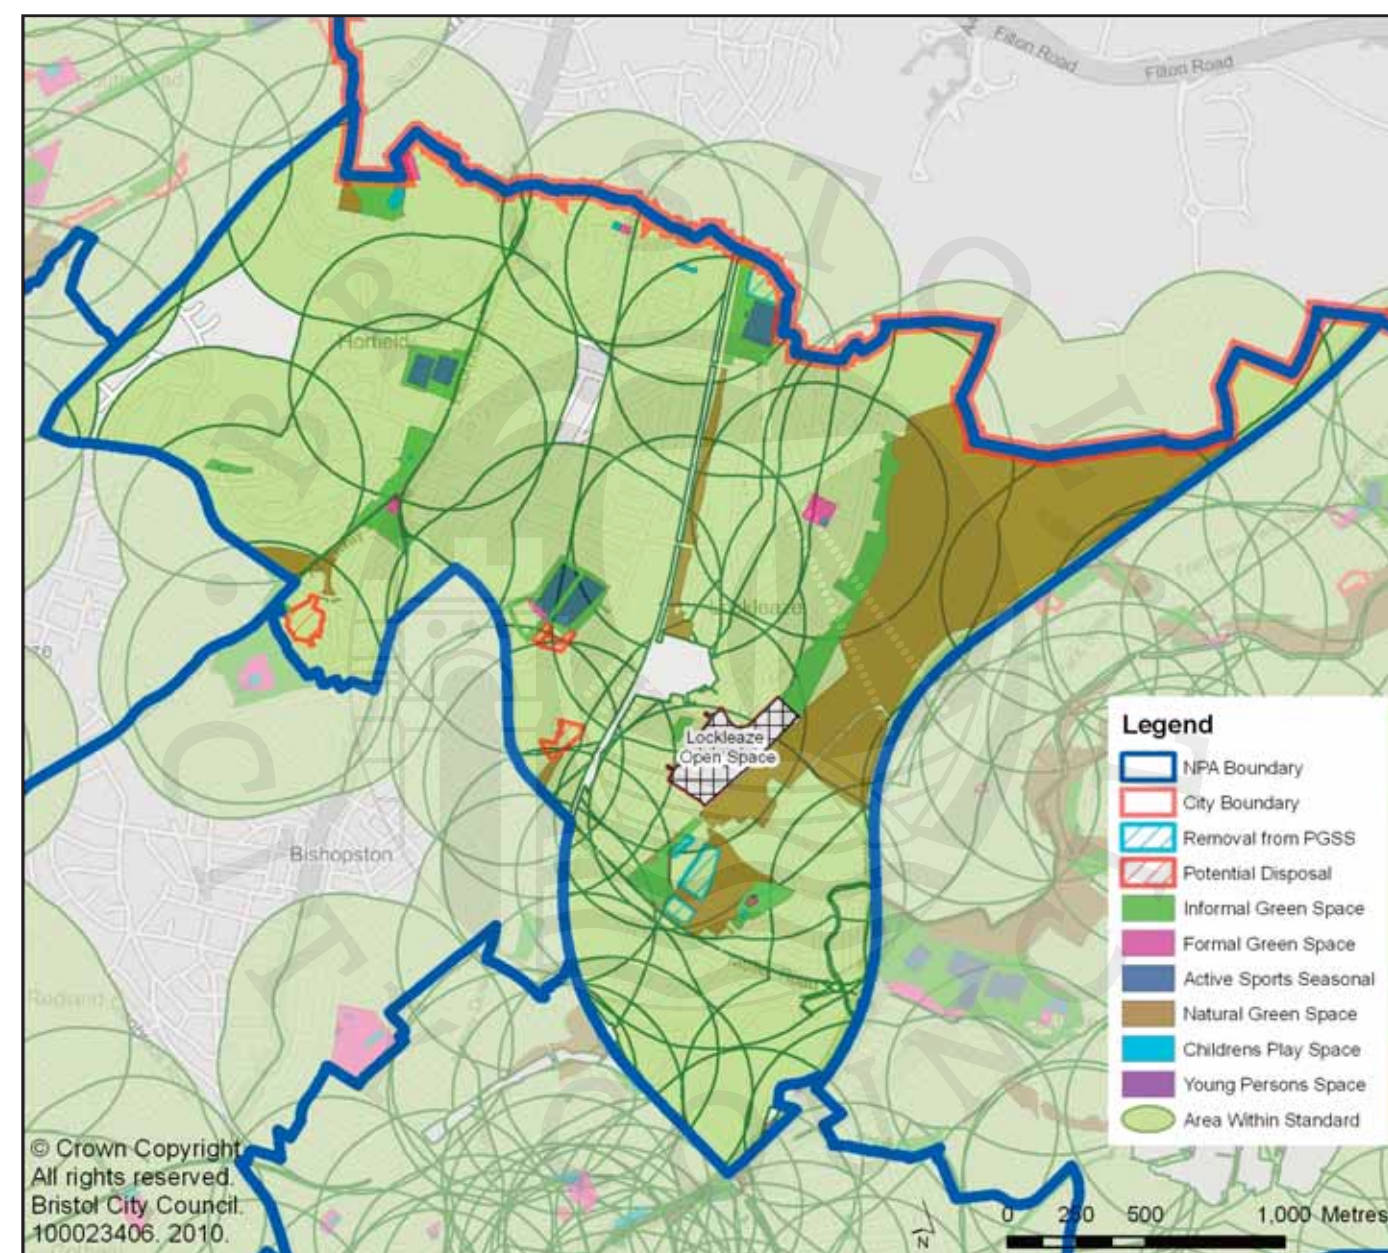 Filton Road
Filton Road
Southmead
Horfield
Lockleaze
Lockleaze
Open Space
Bishopston
Redland
Legend
NPA Boundary
City Boundary
Removal from PGSS
Potential Disposal
Informal Green Space
Formal Green Space
Active Sports Seasonal
Natural Green Space
Childrens Play Space
Young Persons Space
Area Within Standard
© Crown Copyright.
All rights reserved.
Bristol City Council.
100023406. 2010.
N
0 250 500 1,000 Metres